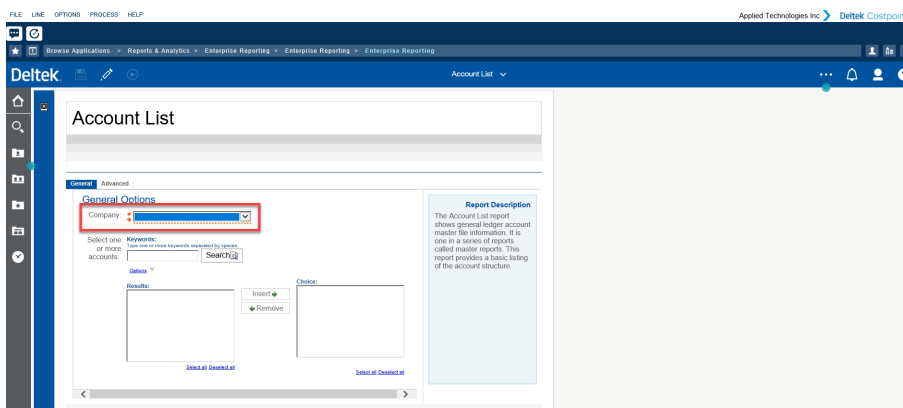 FILE LINE OPTIONS PROCESS HELP
Applied Technologies Inc Deltek Costpoin
Browse Applications > Reports & Analytics > Enterprise Reporting > Enterprise Reporting > Enterprise Reporting
Deltek
Account List
Account List
General Advanced
General Options
Company:
Select one or more accounts:
Keywords:
Type one or more keywords separated by spaces
Search
Options
Results:
Insert
Remove
Choice:
Select all Deselect all
Select all Deselect all
Report Description
The Account List report
shows general ledger account
master file information. It is
one in a series of reports
called master reports. This
report provides a basic listing
of the account structure.